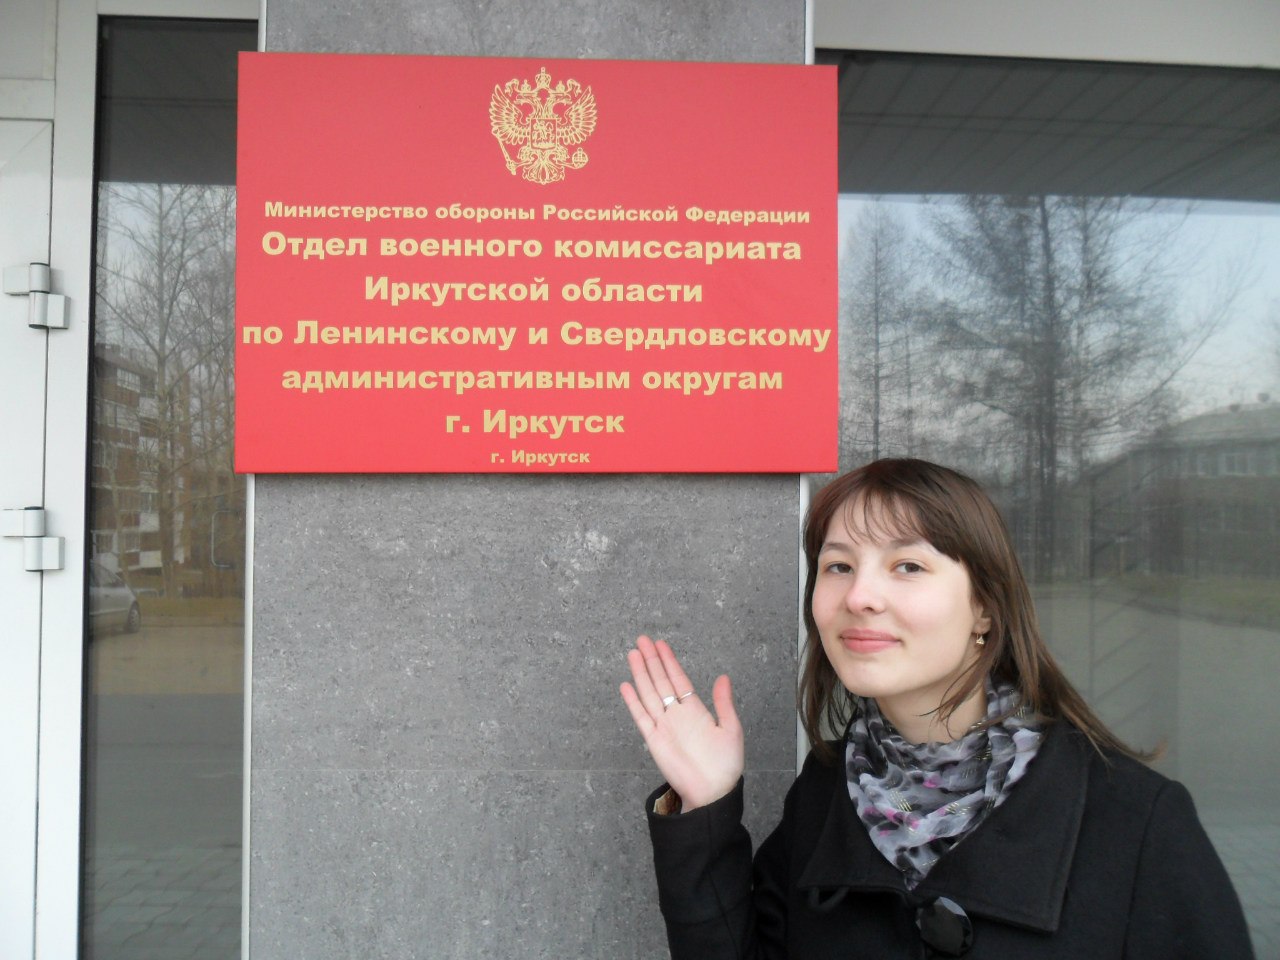 Министерство обороны Российской Федерации
Отдел военного комиссариата
Иркутской области
по Ленинскому и Свердловскому
административным округам
г. Иркутск
г. Иркутск